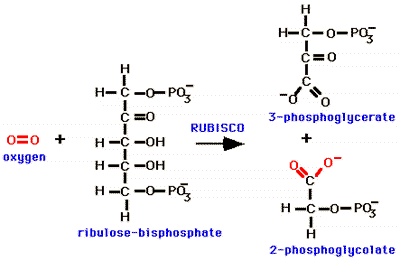 O=O
oxygen
+
H
H-C-O-PO₃⁻
C=O
H-C-OH
H-C-OH
H-C-O-PO₃⁻
H
ribulose-bisphosphate
RUBISCO
H
H-C-O-PO₃⁻
C=O
C
⁻O O
3-phosphoglycerate
+
O O⁻
C
H-C-O-PO₃⁻
H
2-phosphoglycolate